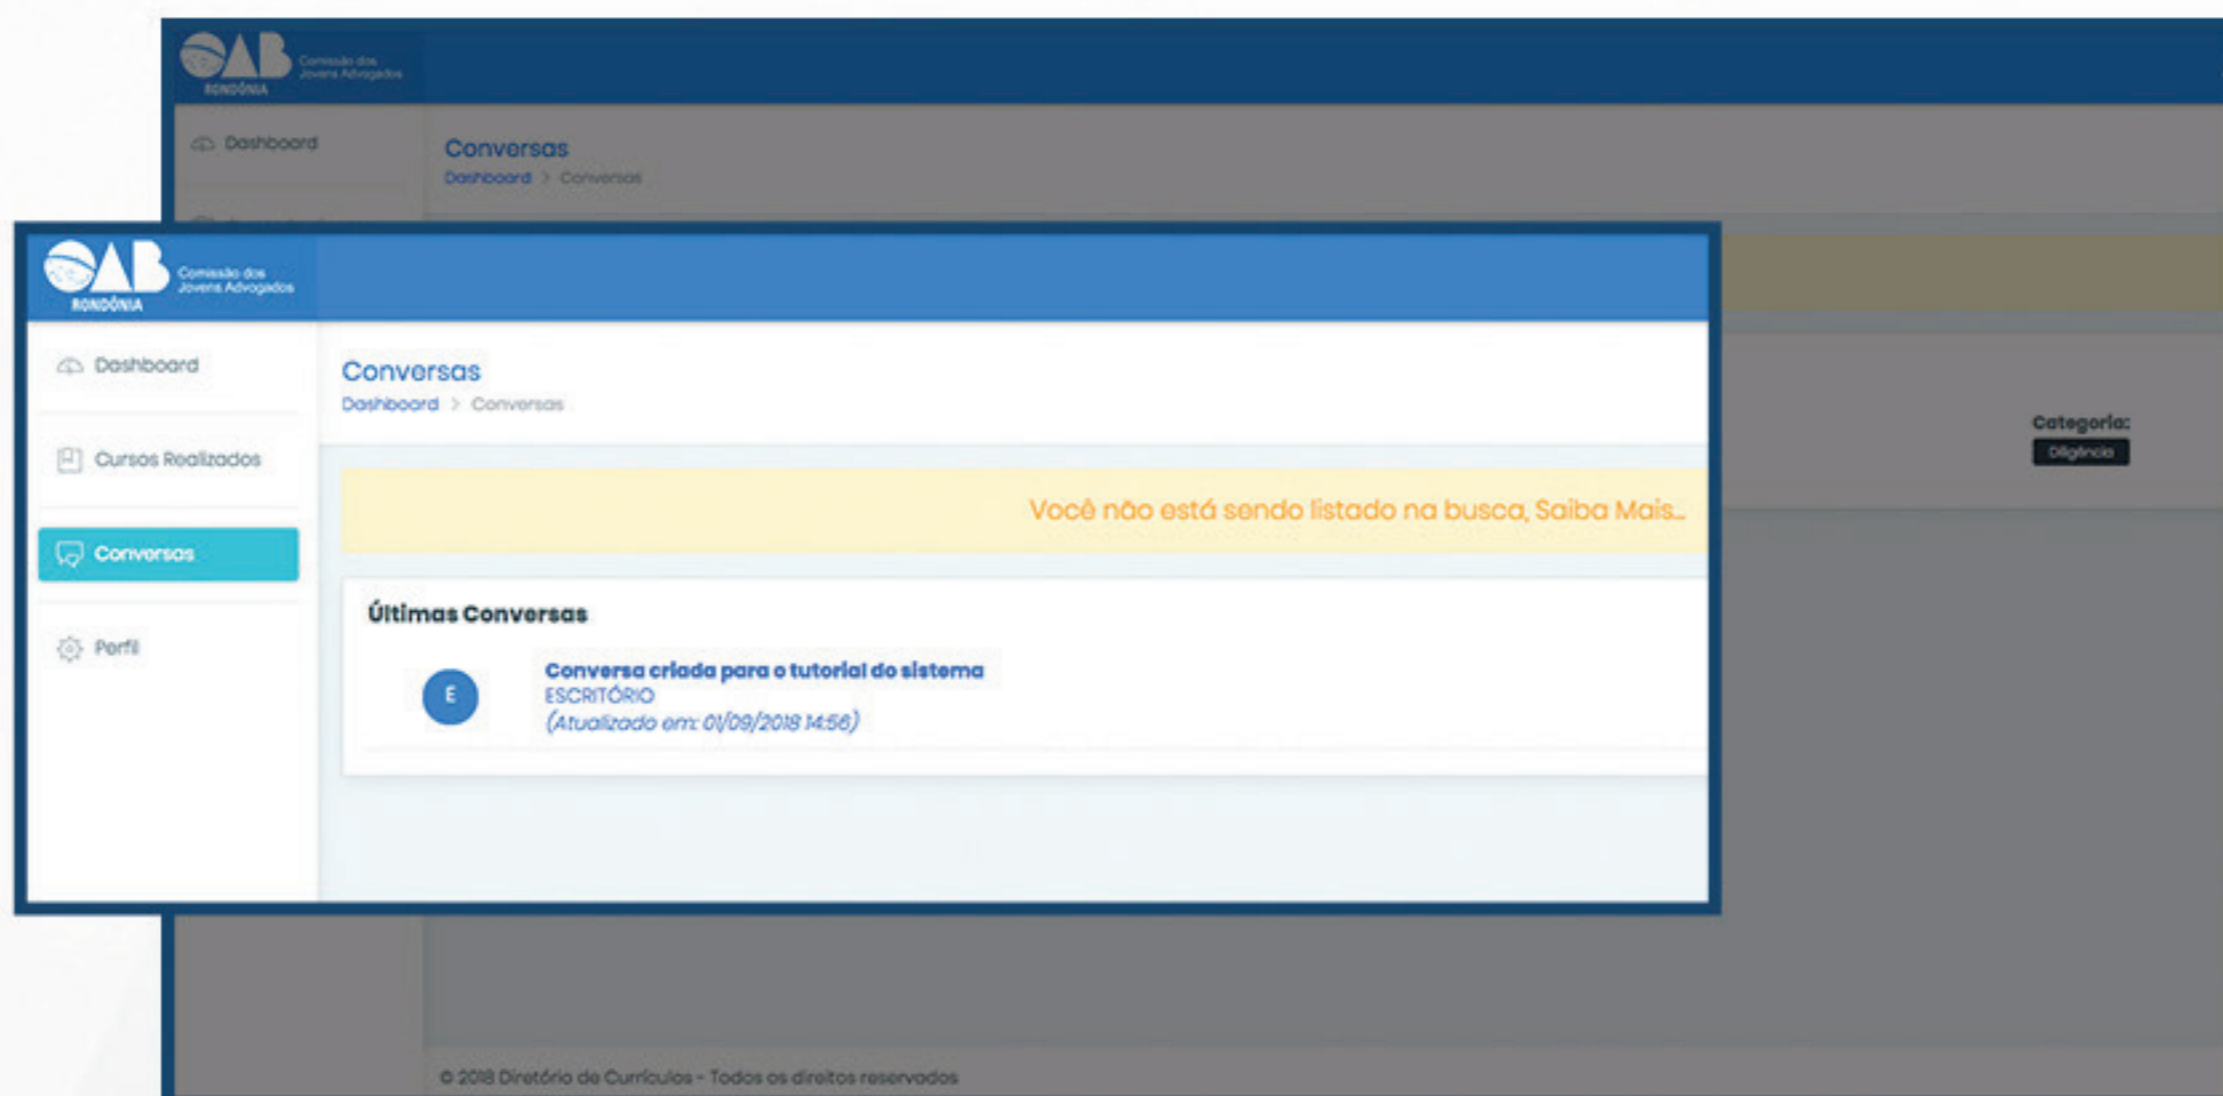 OAB
RONDÔNIA
Comissão dos
Jovens Advogados
Dashboard
Conversas
Dashboard > Conversas
OAB
RONDÔNIA
Comissão dos
Jovens Advogados
Dashboard
Cursos Realizados
Conversas
Perfil
Conversas
Dashboard > Conversas
Você não está sendo listado na busca, Saiba Mais...
Últimas Conversas
E
Conversa criada para o tutorial do sistema
ESCRITÓRIO
(Atualizado em: 01/09/2018 14:56)
Categoria:
Diligência
© 2018 Diretório de Currículos - Todos os direitos reservados